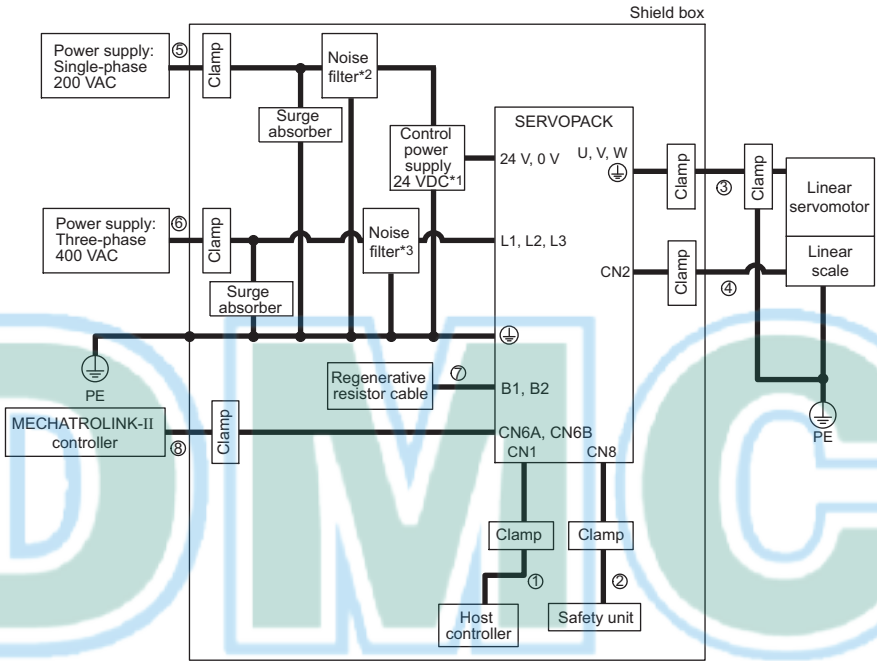 Shield box
Power supply:
Single-phase
200 VAC
⑤
Clamp
Noise
filter*2
Surge
absorber
Control
power
supply
24 VDC*1
SERVOPACK
24 V, 0 V
U, V, W
Clamp
③
Clamp
Linear
servomotor
Power supply:
Three-phase
400 VAC
⑥
Clamp
Noise
filter*3
L1, L2, L3
Surge
absorber
CN2
Clamp
④
Linear
scale
PE
Regenerative
resistor cable
⑦
B1, B2
MECHATROLINK-II
controller
⑧
Clamp
CN6A, CN6B
CN1
CN8
PE
Clamp
Clamp
①
②
Host
controller
Safety unit
DMC